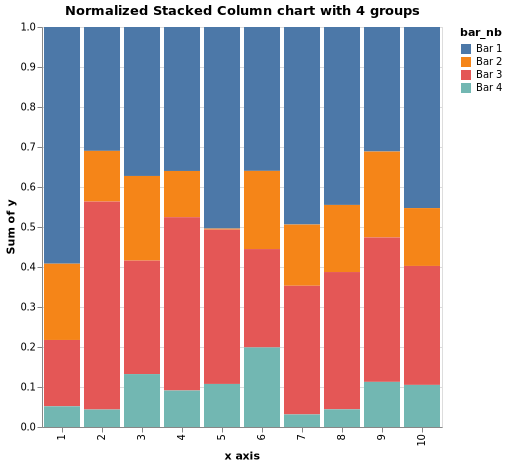 Normalized Stacked Column chart with 4 groups
1.0
0.9
0.8
0.7
0.6
0.5
0.4
0.3
0.2
0.1
0.0
Sum of y
1
2
3
4
5
6
7
8
9
10
x axis
bar_nb
Bar 1
Bar 2
Bar 3
Bar 4